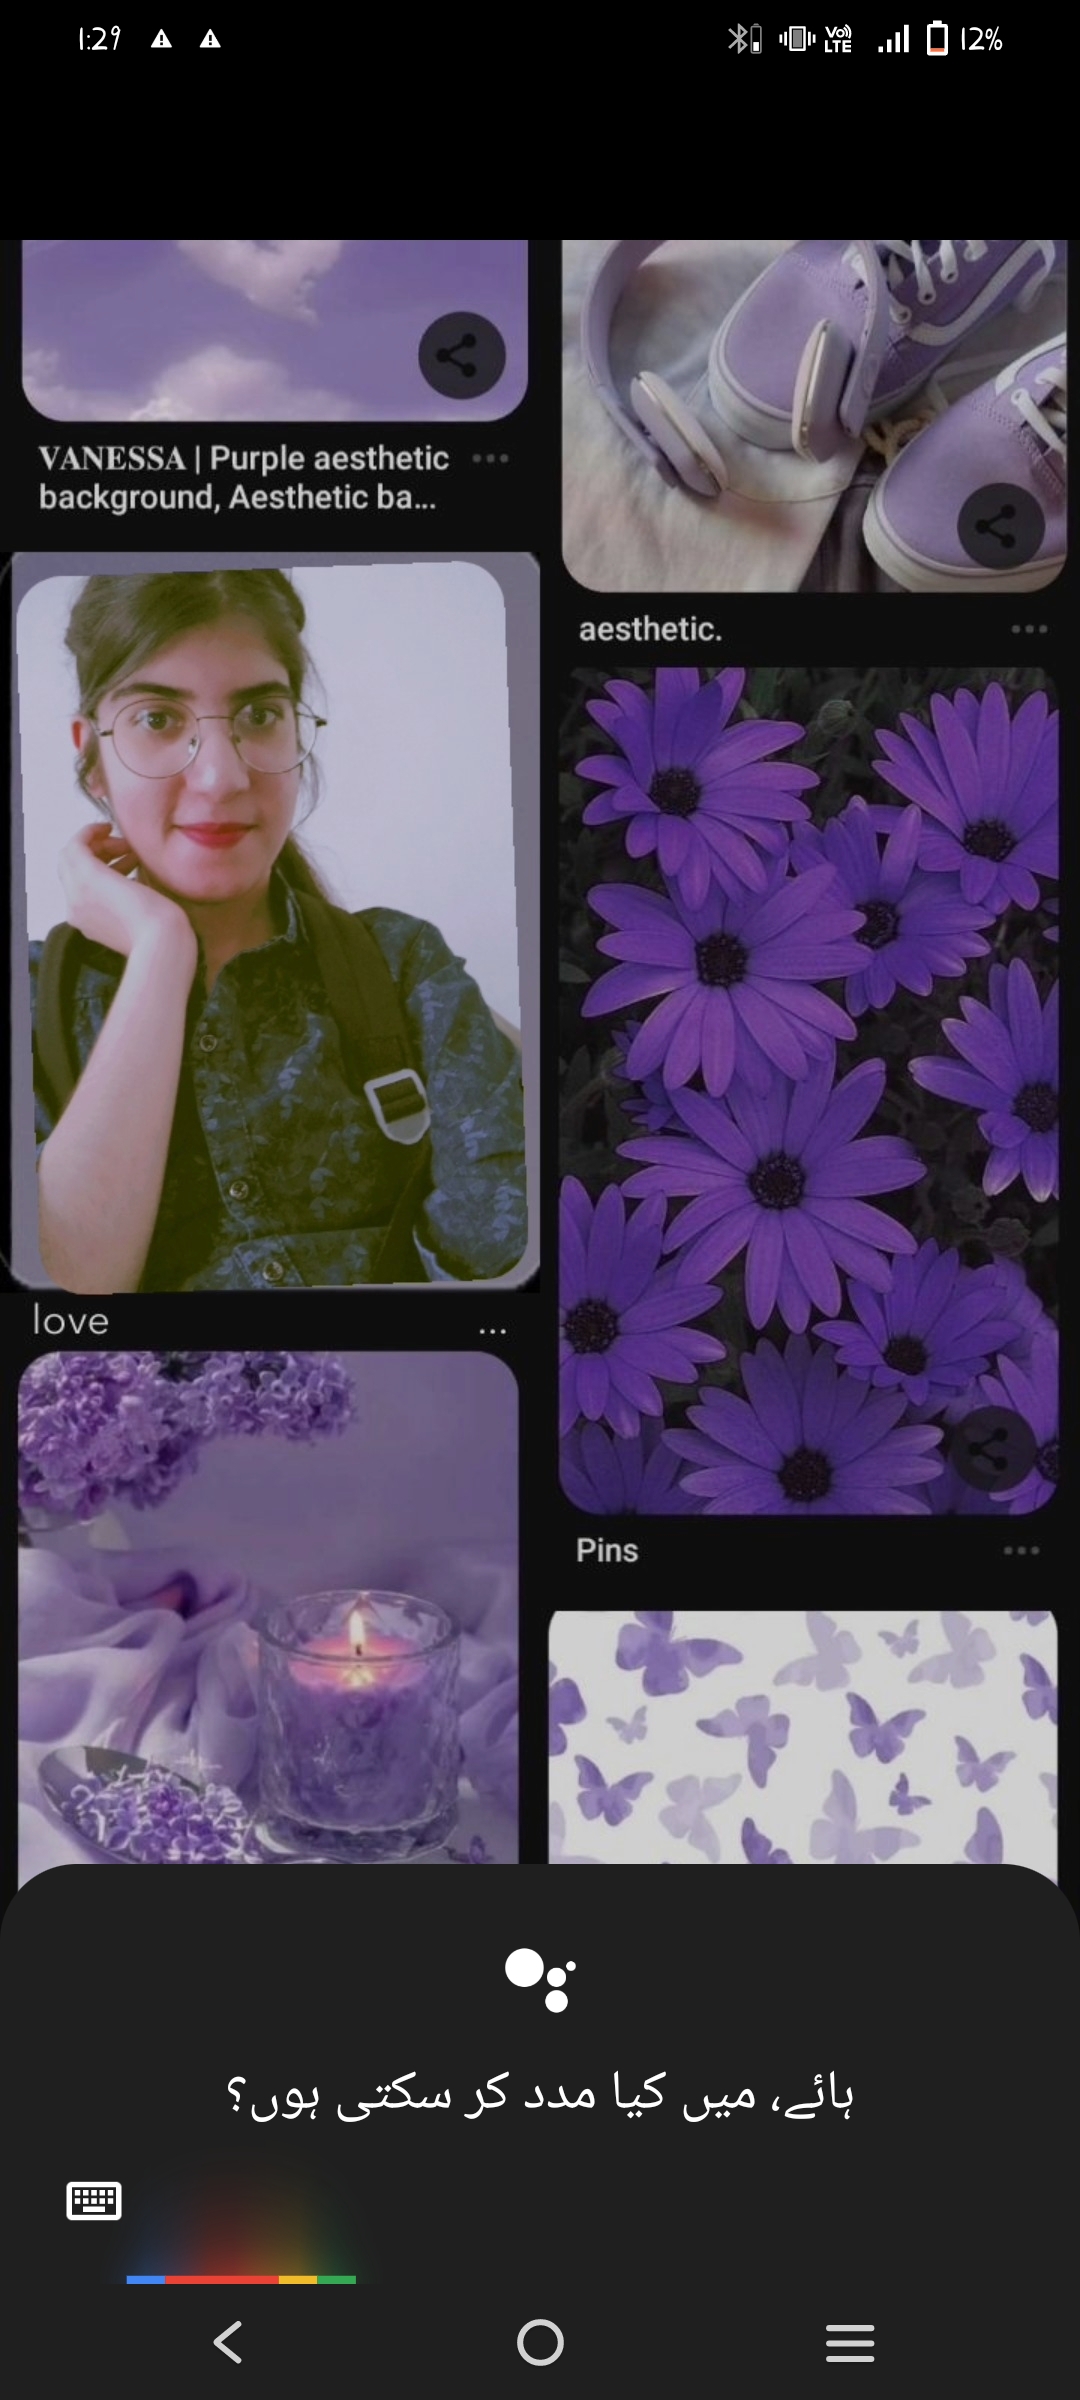 1:29
Vo)) LTE
12%
VANESSA | Purple aesthetic
background, Aesthetic ba...
aesthetic.
love
Pins
ہائے، میں کیا مدد کر سکتی ہوں؟